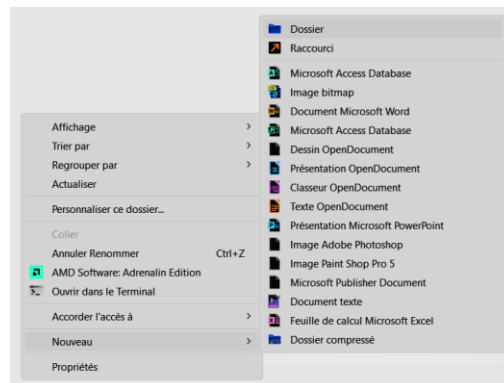 Affichage
Trier par
Regrouper par
Actualiser
Personnaliser ce dossier...
Coller
Annuler Renommer Ctrl+Z
AMD Software: Adrenalin Edition
Ouvrir dans le Terminal
Accorder l'accès à
Nouveau
Propriétés
Dossier
Raccourci
Microsoft Access Database
Image bitmap
Document Microsoft Word
Microsoft Access Database
Dessin OpenDocument
Présentation OpenDocument
Classeur OpenDocument
Texte OpenDocument
Présentation Microsoft PowerPoint
Image Adobe Photoshop
Image Paint Shop Pro 5
Microsoft Publisher Document
Document texte
Feuille de calcul Microsoft Excel
Dossier compressé